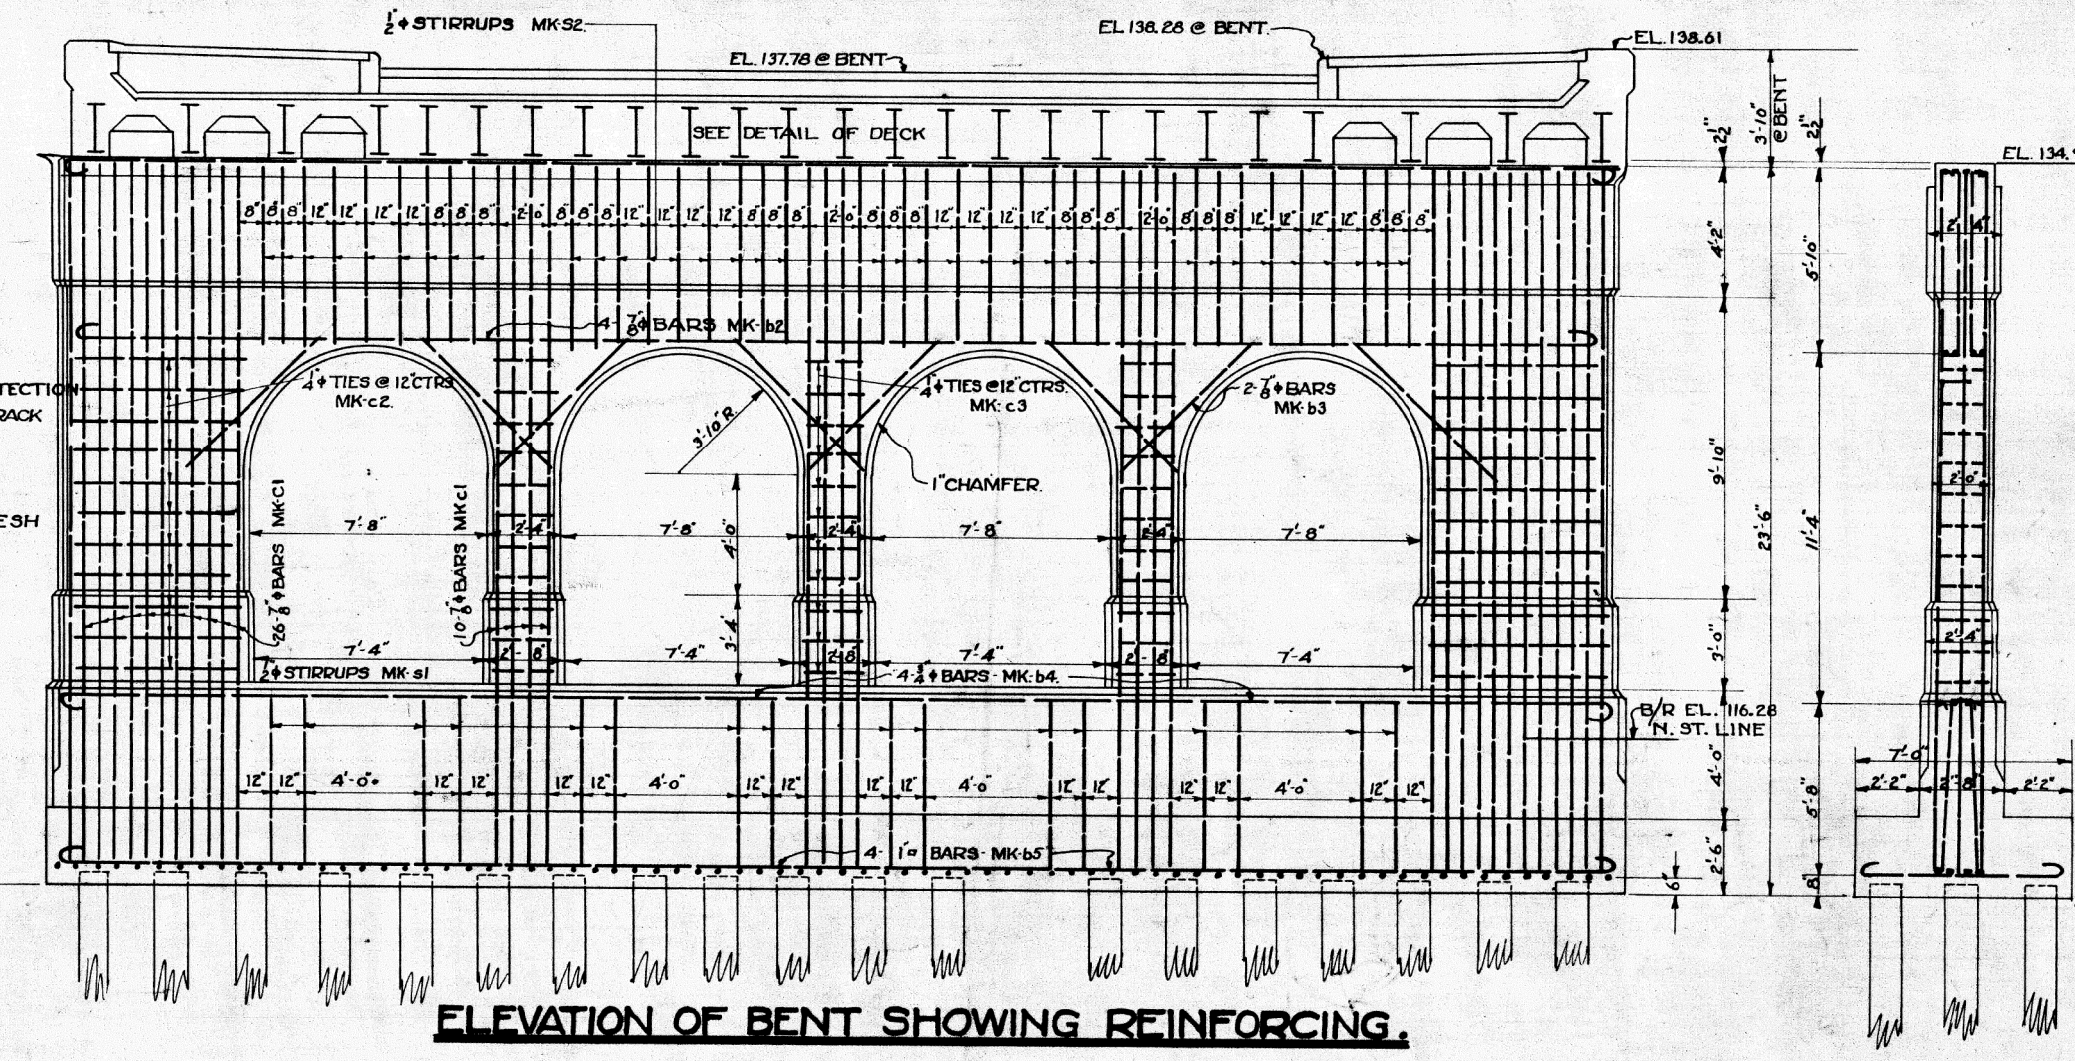 1/2"ϕ STIRRUPS MK-S2.
EL. 138.28 @ BENT.
EL. 138.61
EL. 137.78 @ BENT
SEE DETAIL OF DECK
3'-10"
@ BENT
2 1/2"
2 1/2"
EL. 134.
8" 8" 8" 12" 12" 12" 12" 8" 8" 8" 2'-0" 8" 8" 8" 12" 12" 12" 12" 8" 8" 8" 2'-0" 8" 8" 8" 12" 12" 12" 12" 8" 8" 8" 2'-0" 8" 8" 8" 12" 12" 12" 12" 8" 8" 8"
4'-2"
5'-10"
2'-4"
4-7/8"ϕ BARS MK-b2
TECTION
RACK
1/4"ϕ TIES @ 12" CTRS.
MK-c2.
3'-10" R.
1/4"ϕ TIES @ 12" CTRS.
MK-c3
2-7/8"ϕ BARS
MK-b3
1" CHAMFER.
ESH
26-7/8"ϕ BARS MK-C1
10-7/8"ϕ BARS MK-c1
7'-8" 2'-4" 7'-8" 2'-4" 7'-8" 2'-4" 7'-8"
4'-0"
3'-4"
9'-10"
23'-6"
11'-4"
2'-0"
7'-4" 2'-8" 7'-4" 2'-8" 7'-4" 2'-8" 7'-4"
3'-0"
2'-4"
1/2"ϕ STIRRUPS MK-s1
4-3/4"ϕ BARS-MK-b4.
B/R EL. 116.28
N. ST. LINE
12" 12" 4'-0" 12" 12" 12" 12" 4'-0" 12" 12" 12" 12" 4'-0" 12" 12" 12" 12" 4'-0" 12" 12"
4'-0"
5'-8"
7'-0"
2'-2" 2'-8" 2'-2"
4-1"▫ BARS-MK-b5
2'-6"
6"
8"
ELEVATION OF BENT SHOWING REINFORCING.